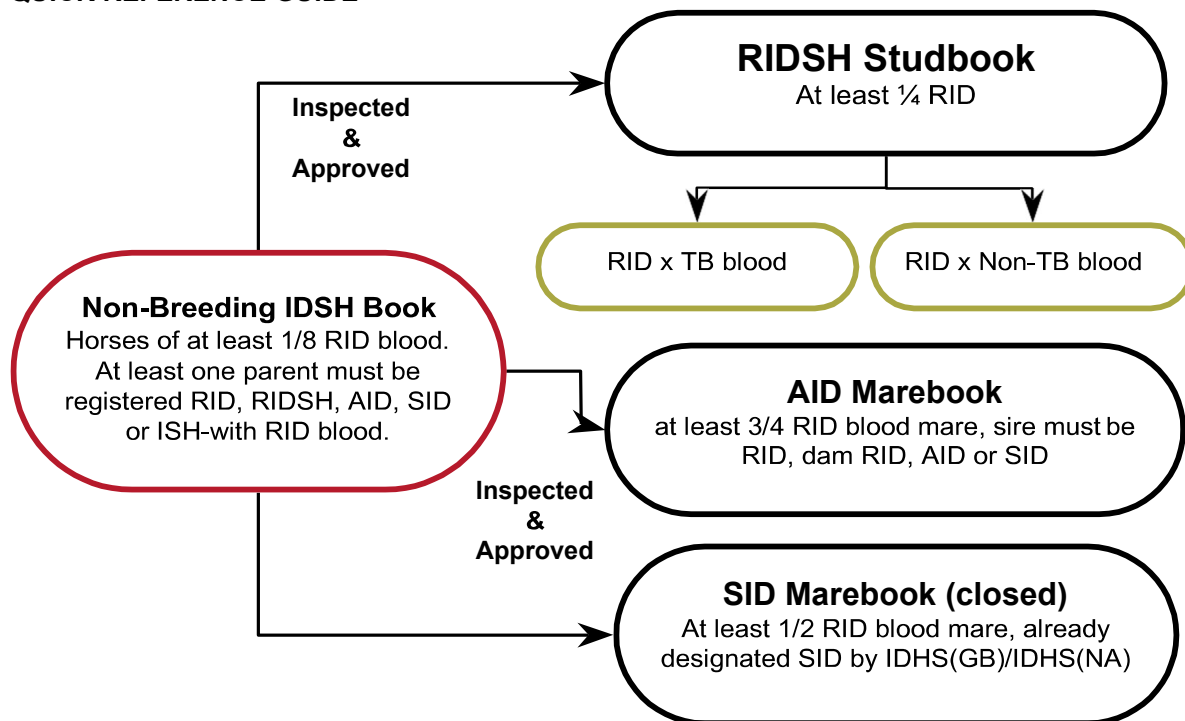 QUICK REFERENCE GUIDE
RIDSH Studbook
At least ¼ RID
Inspected
&
Approved
RID x TB blood
RID x Non-TB blood
Non-Breeding IDSH Book
Horses of at least 1/8 RID blood.
At least one parent must be
registered RID, RIDSH, AID, SID
or ISH-with RID blood.
AID Marebook
at least 3/4 RID blood mare, sire must be
RID, dam RID, AID or SID
Inspected
&
Approved
SID Marebook (closed)
At least 1/2 RID blood mare, already
designated SID by IDHS(GB)/IDHS(NA)